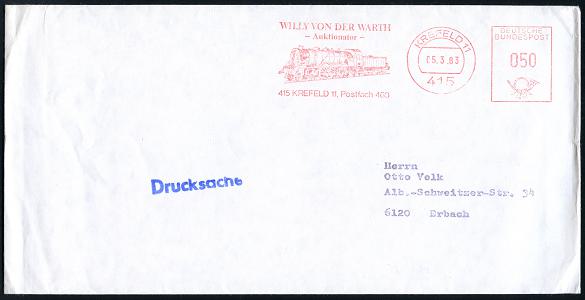 WILLY VON DER WARTH
– Auktionator –
415 KREFELD 11, Postfach 460
KREFELD 11
05.3.83
415
DEUTSCHE
BUNDESPOST
050
Drucksache
Herrn
Otto Volk
Alb.-Schweitzer-Str. 34
6120 Erbach